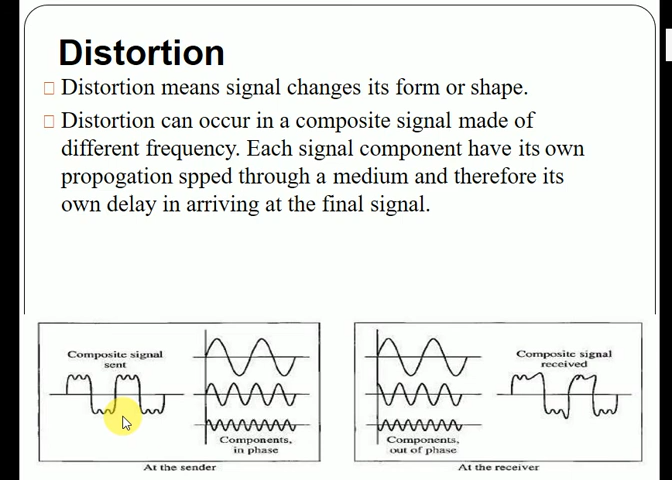 Distortion
Distortion means signal changes its form or shape.
Distortion can occur in a composite signal made of
different frequency. Each signal component have its own
propogation spped through a medium and therefore its
own delay in arriving at the final signal.
Composite signal
sent
Components,
in phase
At the sender
Composite signal
received
Components,
out of phase
At the receiver